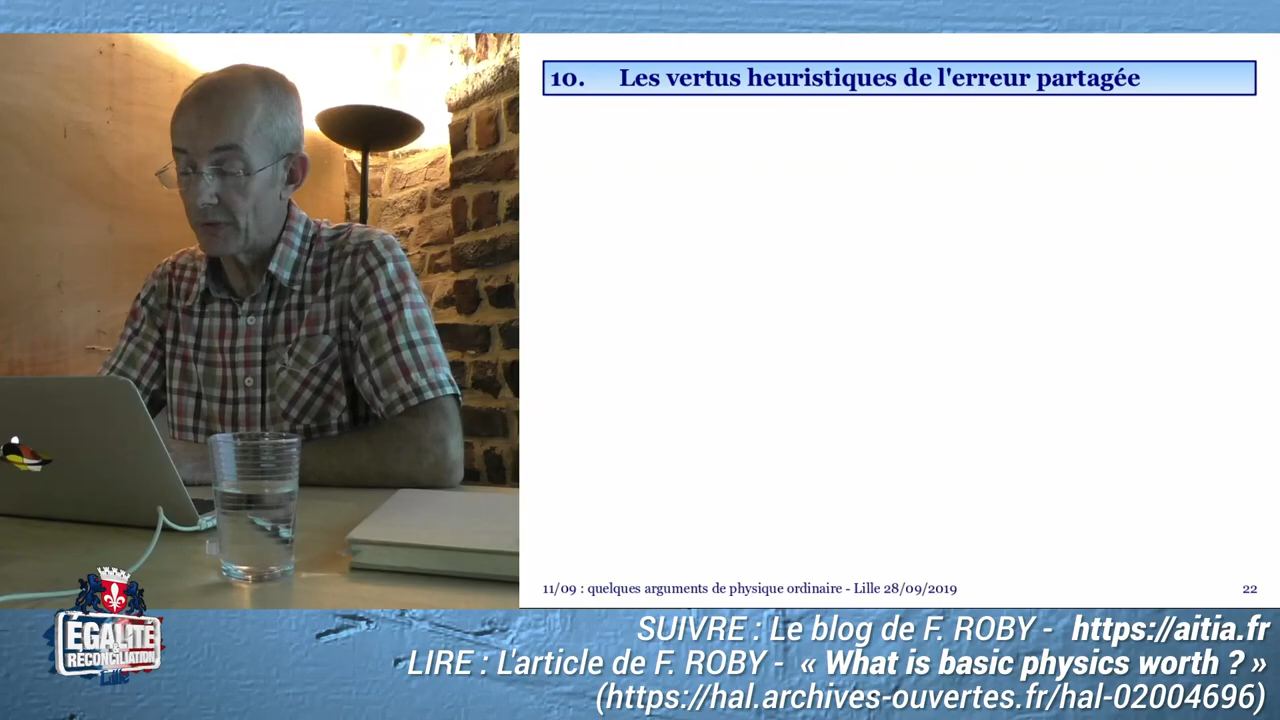 10. Les vertus heuristiques de l'erreur partagée
11/09 : quelques arguments de physique ordinaire - Lille 28/09/2019 22
ÉGALITÉ
&
RÉCONCILIATION
Lille
SUIVRE : Le blog de F. ROBY - https://aitia.fr
LIRE : L'article de F. ROBY - « What is basic physics worth ? »
(https://hal.archives-ouvertes.fr/hal-02004696)